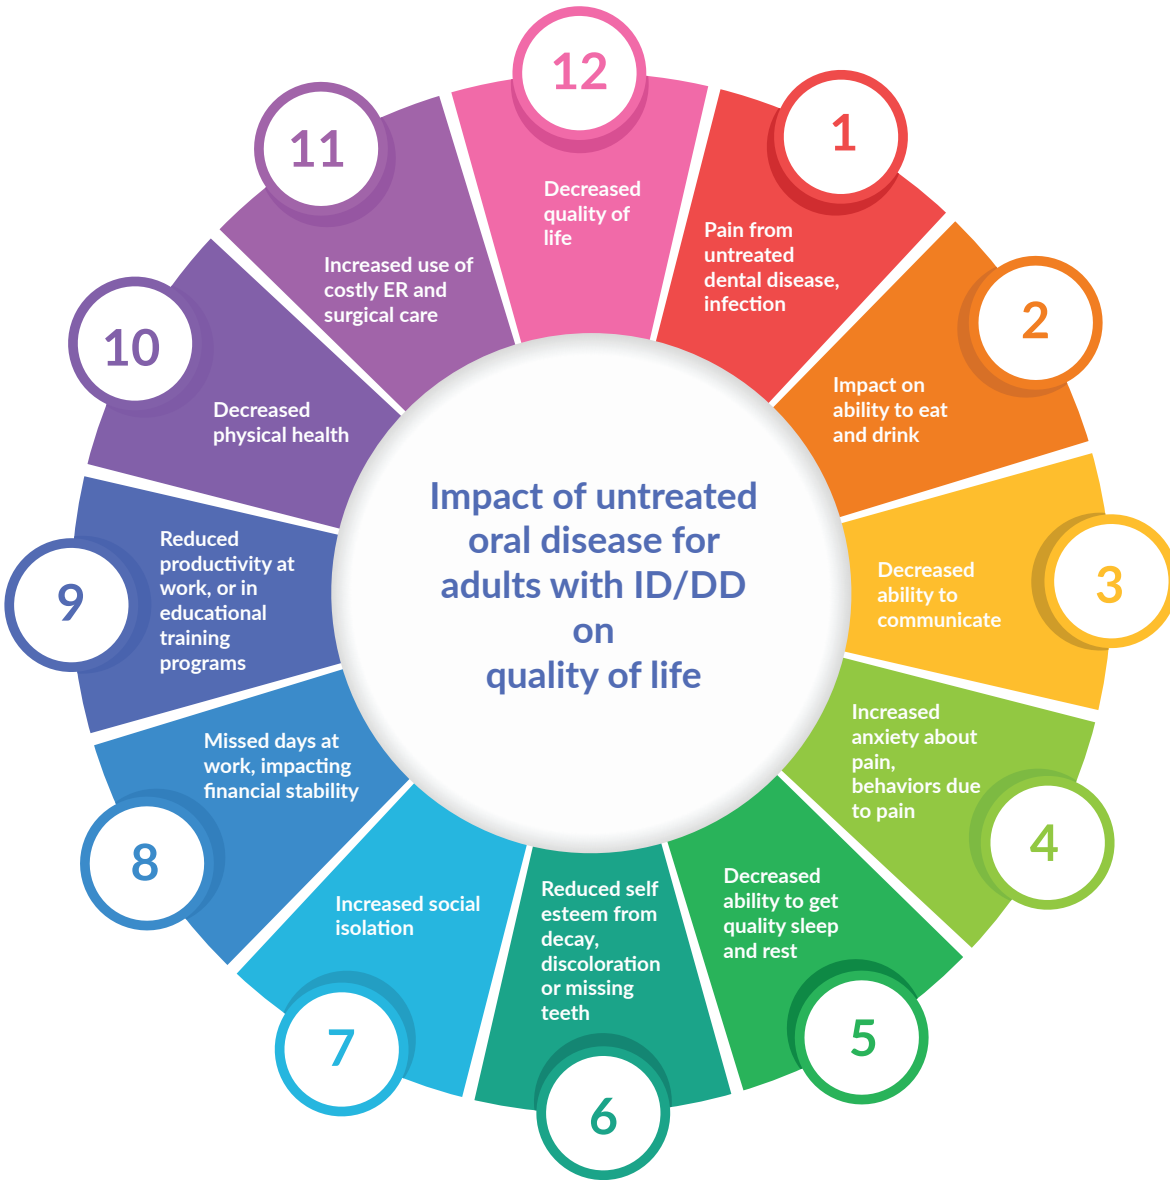 Impact of untreated
oral disease for
adults with ID/DD
on
quality of life
1
Pain from
untreated
dental disease,
infection
2
Impact on
ability to eat
and drink
3
Decreased
ability to
communicate
4
Increased
anxiety about
pain,
behaviors due
to pain
5
Decreased
ability to get
quality sleep
and rest
6
Reduced self
esteem from
decay,
discoloration
or missing
teeth
7
Increased social
isolation
8
Missed days at
work, impacting
financial stability
9
Reduced
productivity at
work, or in
educational
training
programs
10
Decreased
physical health
11
Increased use of
costly ER and
surgical care
12
Decreased
quality of
life